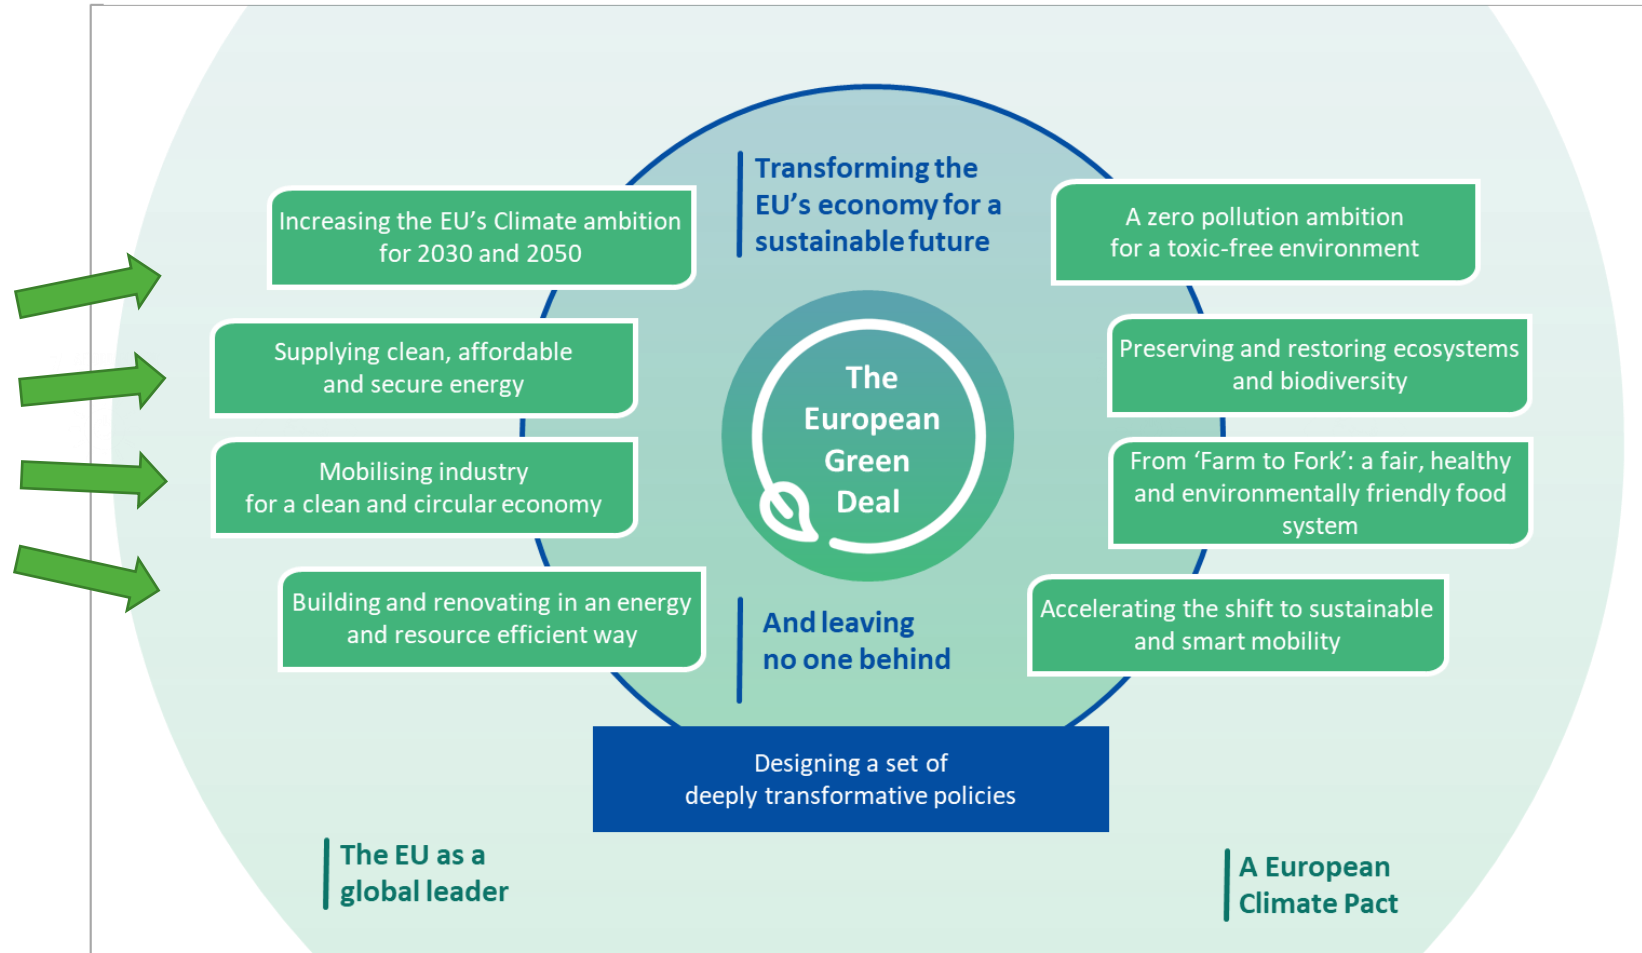 Transforming the
EU’s economy for a
sustainable future
Increasing the EU’s Climate ambition
for 2030 and 2050
Supplying clean, affordable
and secure energy
Mobilising industry
for a clean and circular economy
Building and renovating in an energy
and resource efficient way
The
European
Green
Deal
A zero pollution ambition
for a toxic-free environment
Preserving and restoring ecosystems
and biodiversity
From ‘Farm to Fork’: a fair, healthy
and environmentally friendly food
system
Accelerating the shift to sustainable
and smart mobility
And leaving
no one behind
Designing a set of
deeply transformative policies
The EU as a
global leader
A European
Climate Pact